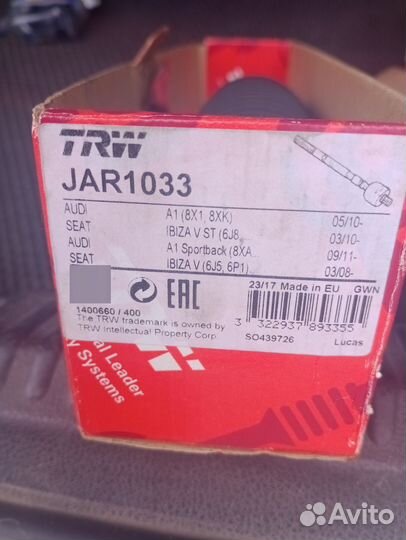 TRW
JAR1033
AUDI A1 (8X1, 8XK) 05/10-
SEAT IBIZA V ST (6J8, 03/10-
AUDI A1 Sportback (8XA... 09/11-
SEAT IBIZA V (6J5, 6P1)... 03/08-
EAC
23/17 Made in EU GWN
1400660 / 400
The TRW trademark is owned by
TRW Intellectual Property Corp.
3 322937 893355
SO439726 Lucas
al Leader
y Systems
Avito